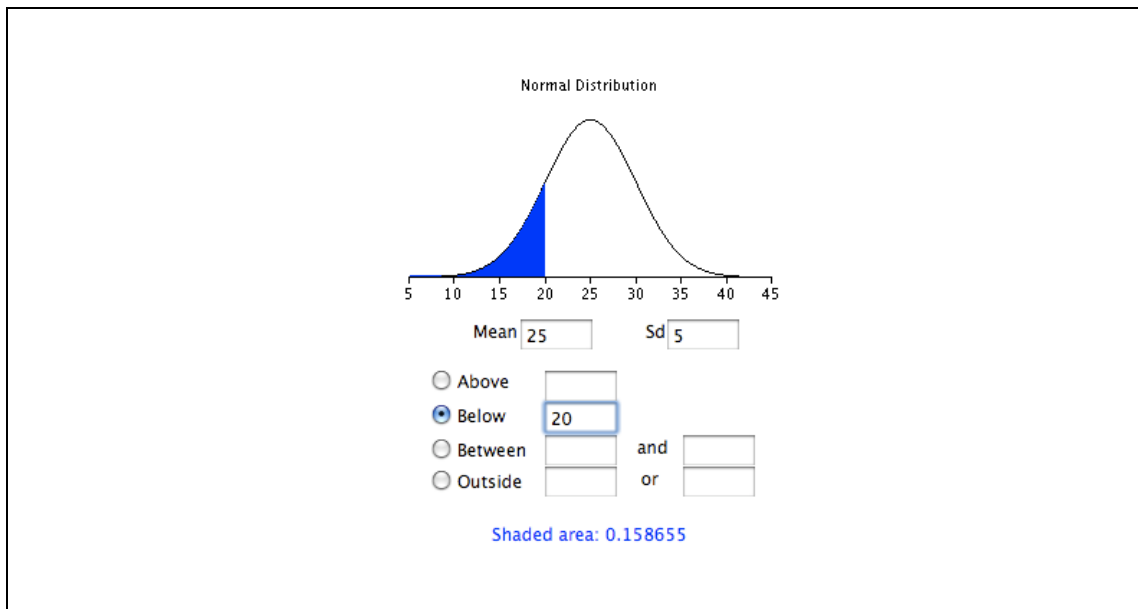 Normal Distribution
5 10 15 20 25 30 35 40 45
Mean 25 Sd 5
Above
Below 20
Between and
Outside or
Shaded area: 0.158655